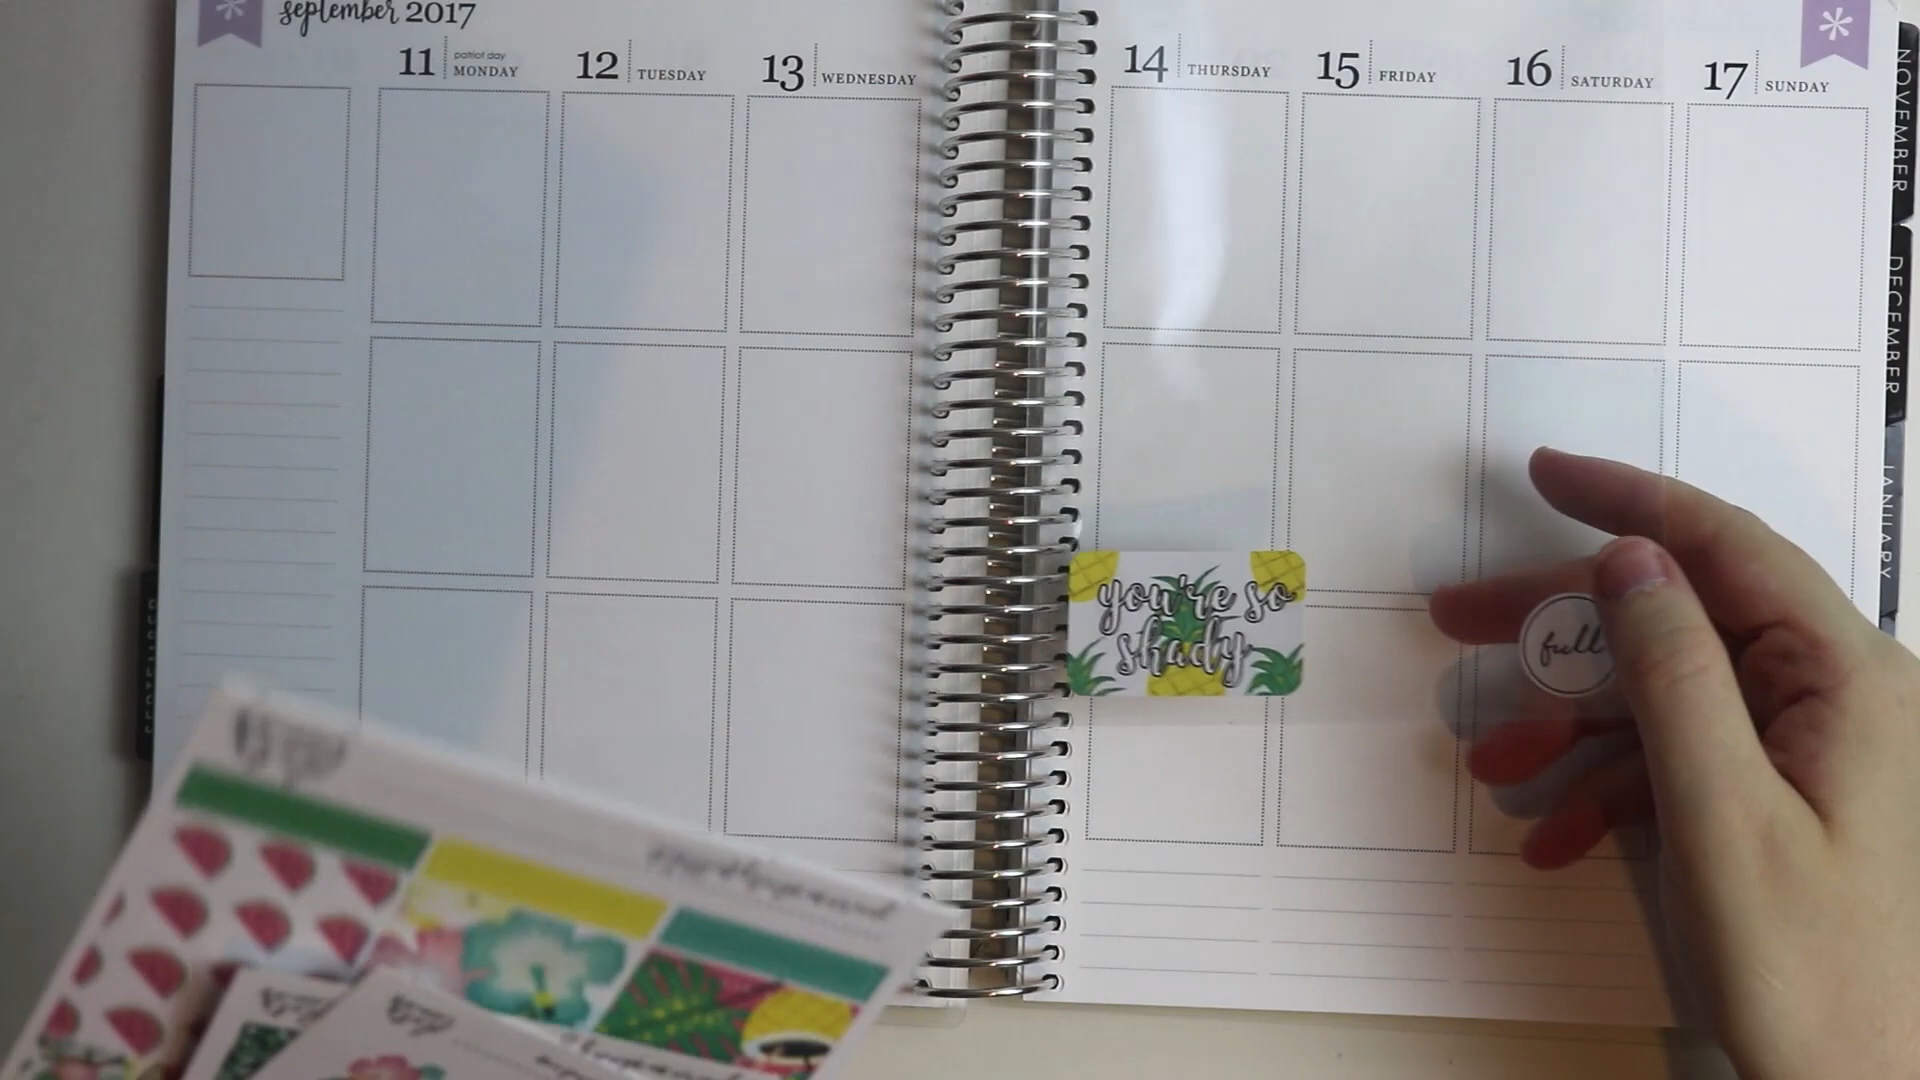 september 2017
11 patriot day MONDAY
12 TUESDAY
13 WEDNESDAY
14 THURSDAY
15 FRIDAY
16 SATURDAY
17 SUNDAY
NOVEMBER
DECEMBER
JANUARY
you're so
shady
full